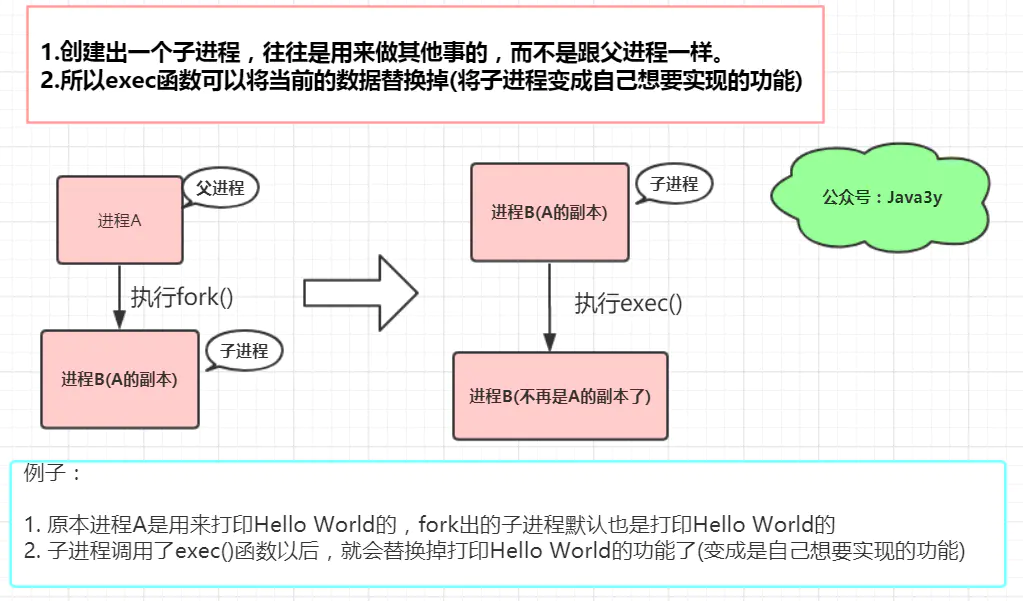 1.创建出一个子进程，往往是用来做其他事的，而不是跟父进程一样。
2.所以exec函数可以将当前的数据替换掉(将子进程变成自己想要实现的功能)
父进程
进程A
执行fork()
子进程
进程B(A的副本)
子进程
进程B(A的副本)
执行exec()
进程B(不再是A的副本了)
公众号：Java3y
例子：
1. 原本进程A是用来打印Hello World的，fork出的子进程默认也是打印Hello World的
2. 子进程调用了exec()函数以后，就会替换掉打印Hello World的功能了(变成是自己想要实现的功能)